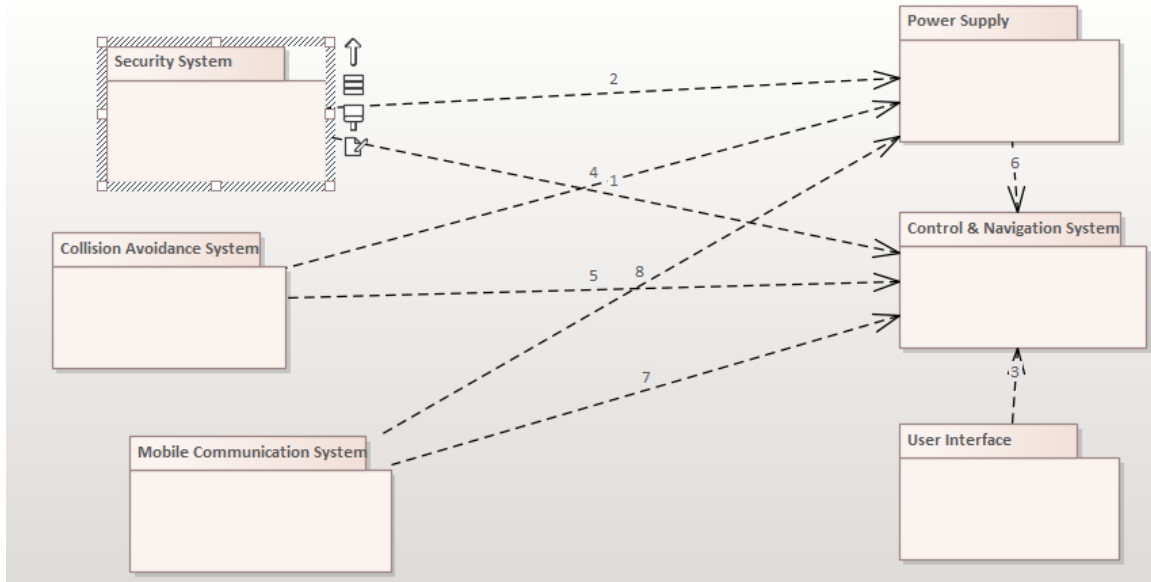 Power Supply
Security System
2
4
1
6
Control & Navigation System
Collision Avoidance System
5
8
3
7
Mobile Communication System
User Interface